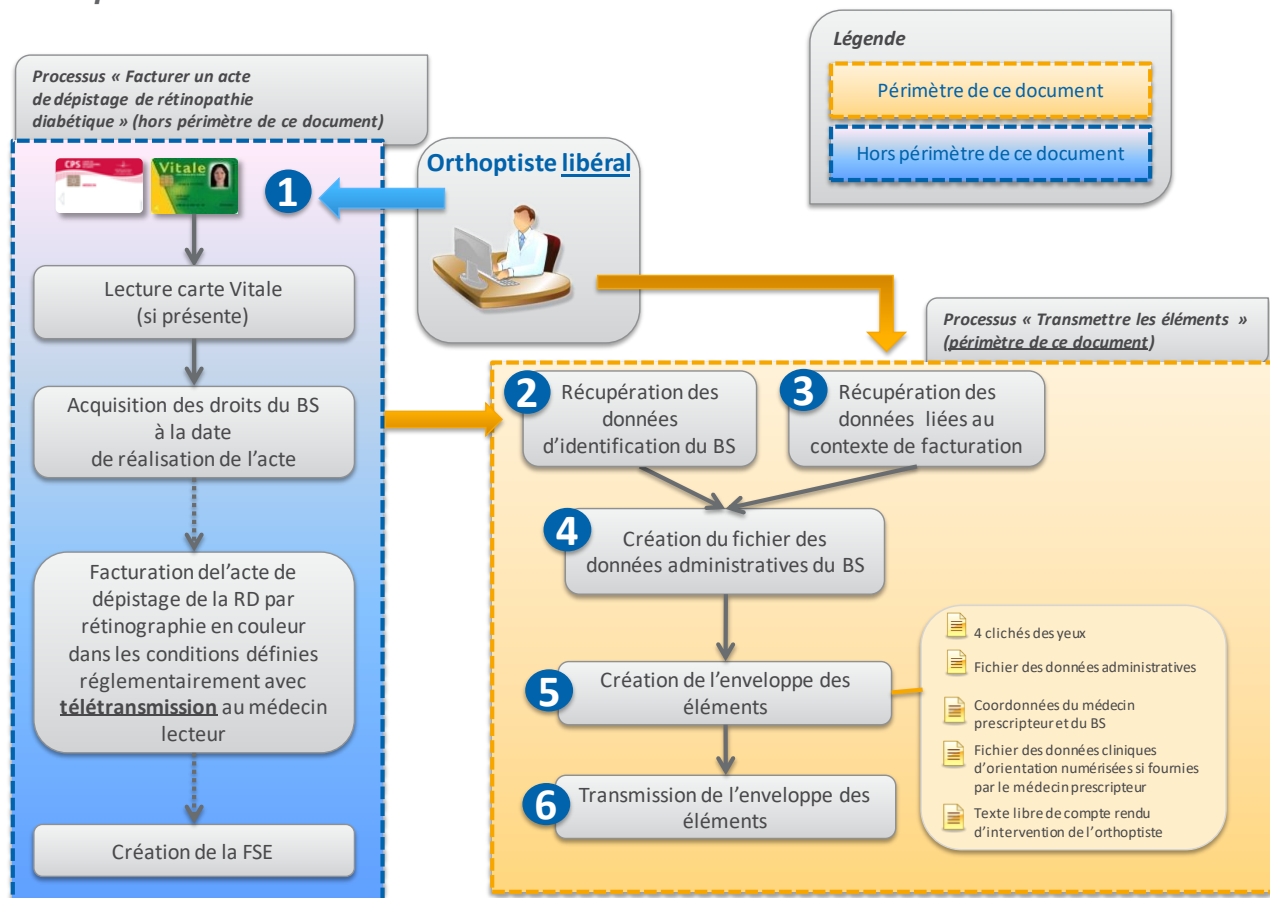 Légende
Périmètre de ce document
Hors périmètre de ce document
Processus « Facturer un acte
de dépistage de rétinopathie
diabétique » (hors périmètre de ce document)
CPS
Vitale
1
Orthoptiste libéral
Lecture carte Vitale
(si présente)
Acquisition des droits du BS
à la date
de réalisation de l'acte
Facturation del'acte de
dépistage de la RD par
rétinographie en couleur
dans les conditions définies
réglementairement avec
télétransmission au médecin
lecteur
Création de la FSE
Processus « Transmettre les éléments »
(périmètre de ce document)
2
Récupération des
données
d'identification du BS
3
Récupération des
données liées au
contexte de facturation
4
Création du fichier des
données administratives du BS
5
Création de l'enveloppe des
éléments
6
Transmission de l'enveloppe des
éléments
4 clichés des yeux
Fichier des données administratives
Coordonnées du médecin
prescripteur et du BS
Fichier des données cliniques
d'orientation numérisées si fournies
par le médecin prescripteur
Texte libre de compte rendu
d'intervention de l'orthoptiste